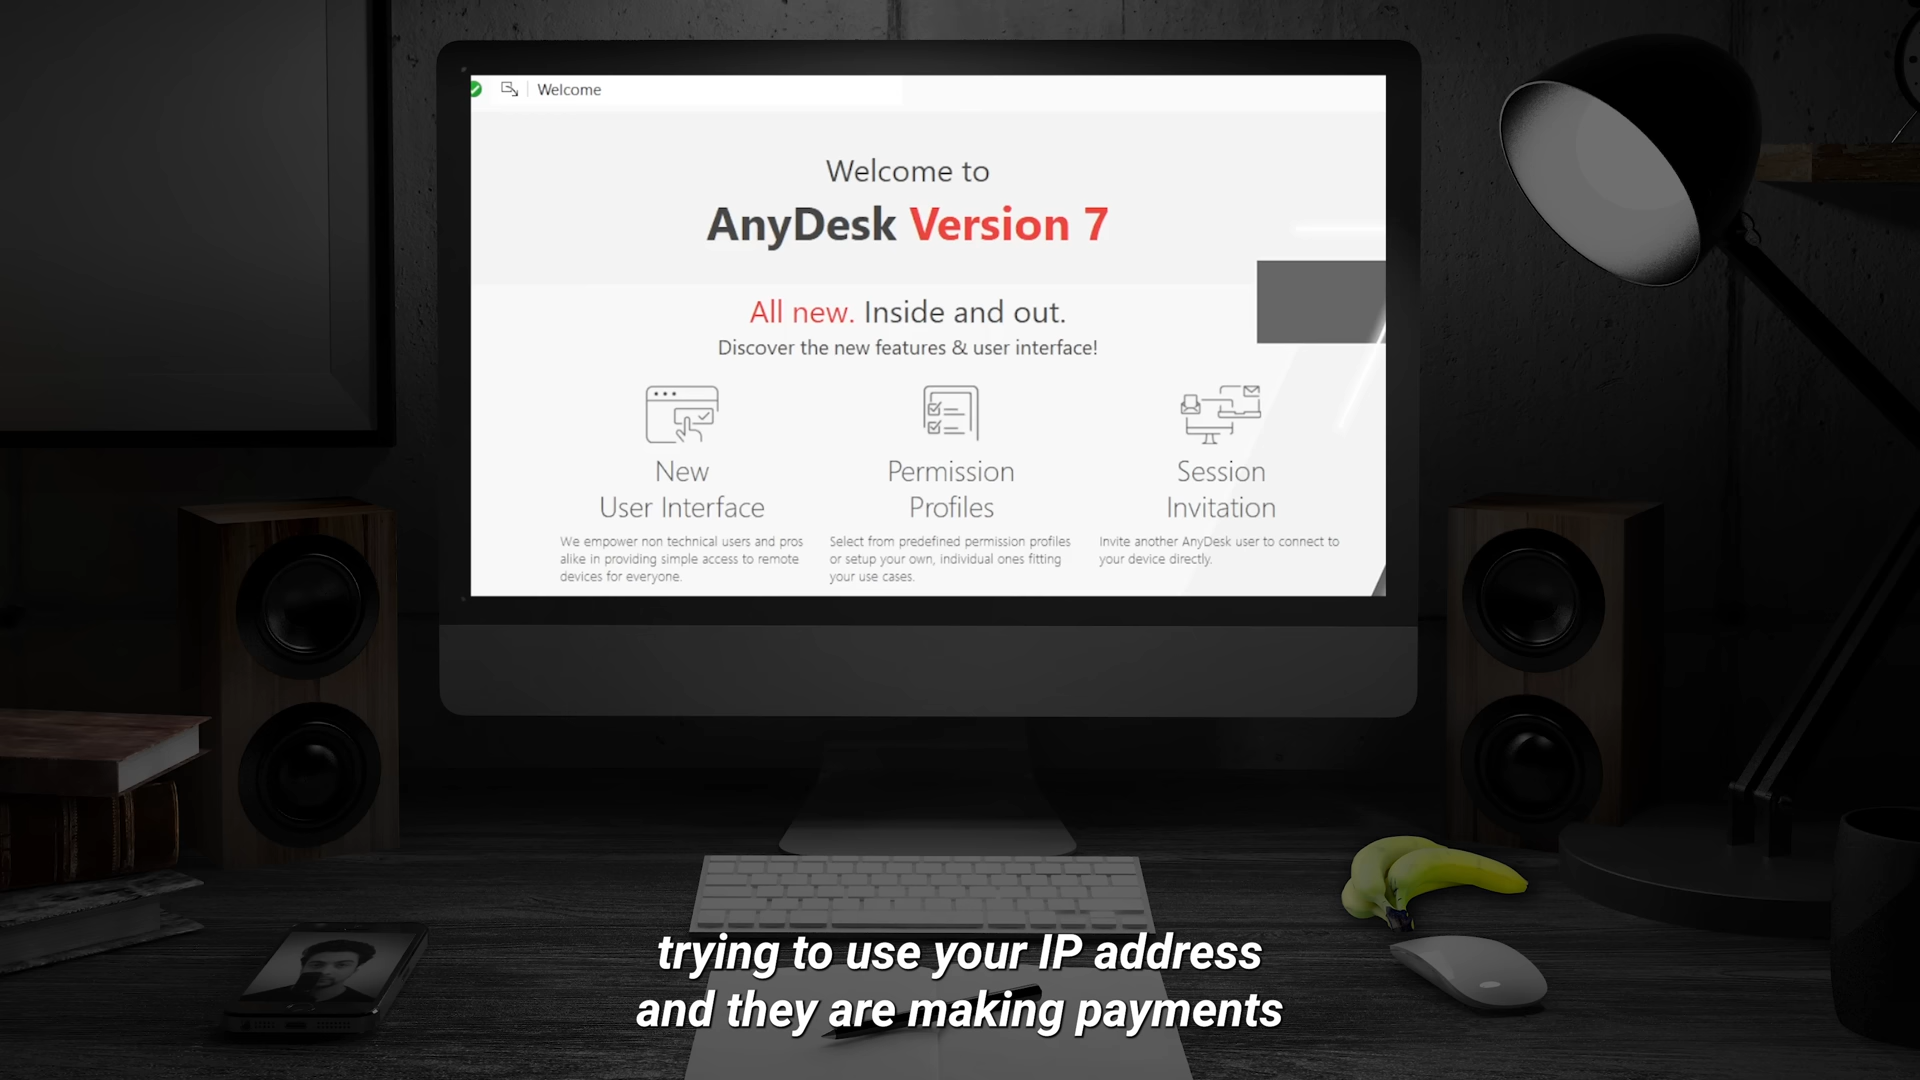 Welcome
Welcome to
AnyDesk Version 7
All new. Inside and out.
Discover the new features & user interface!
New
User Interface
We empower non technical users and pros
alike in providing simple access to remote
devices for everyone.
Permission
Profiles
Select from predefined permission profiles
or setup your own, individual ones fitting
your use cases.
Session
Invitation
Invite another AnyDesk user to connect to
your device directly.
trying to use your IP address
and they are making payments